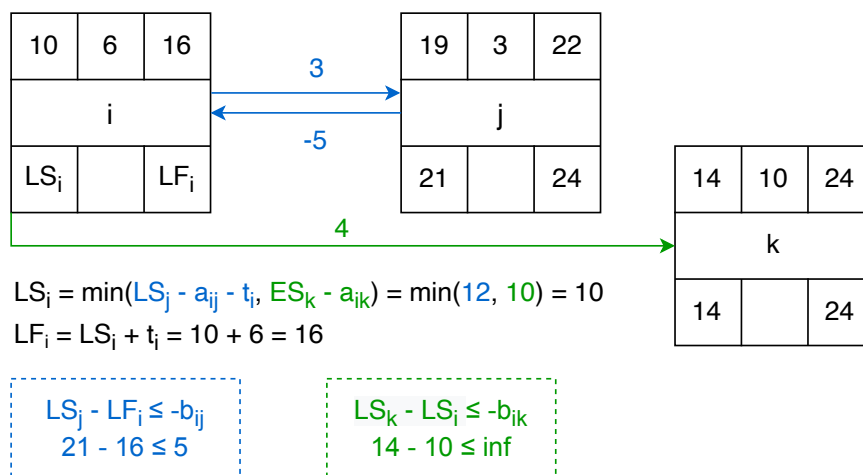 10 6 16
19 3 22
3
i
j
-5
LSi LFi
21 24
14 10 24
4
k
LSi = min(LSj - aij - ti, ESk - aik) = min(12, 10) = 10
14 24
LFi = LSi + ti = 10 + 6 = 16
LSj - LFi ≤ -bij
21 - 16 ≤ 5
LSk - LSi ≤ -bik
14 - 10 ≤ inf